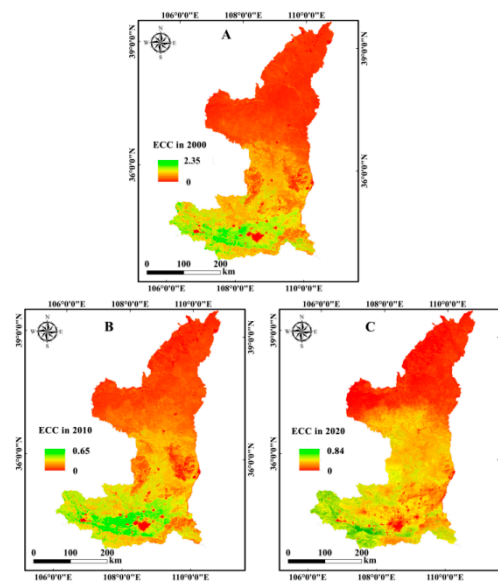 106°0'0"E 108°0'0"E 110°0'0"E
A
N
W E
S
39°0'0"N 39°0'0"N
ECC in 2000
2.35
0
36°0'0"N 36°0'0"N
0 100 200
km
106°0'0"E 108°0'0"E 110°0'0"E
106°0'0"E 108°0'0"E 110°0'0"E
B
N
W E
S
39°0'0"N
ECC in 2010
0.65
0
36°0'0"N
0 100 200
km
106°0'0"E 108°0'0"E 110°0'0"E
106°0'0"E 108°0'0"E 110°0'0"E
C
N
W E
S
39°0'0"N
ECC in 2020
0.84
0
36°0'0"N
0 100 200
km
106°0'0"E 108°0'0"E 110°0'0"E